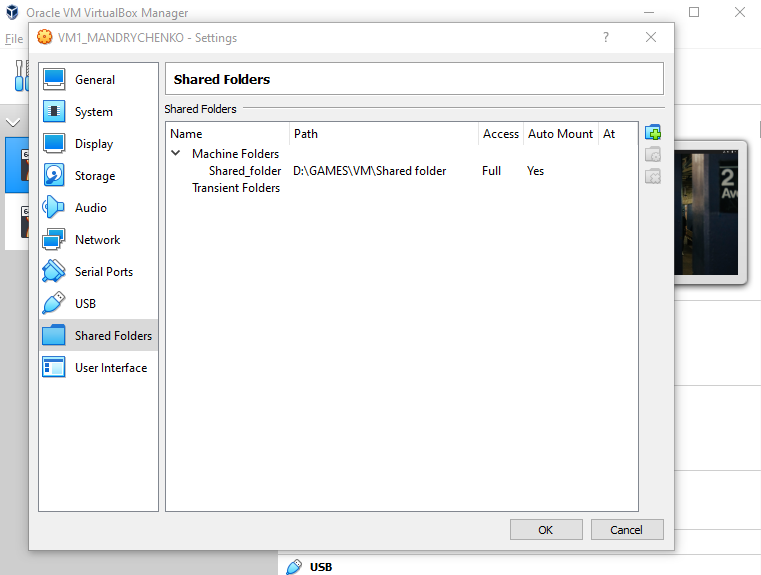 Oracle VM VirtualBox Manager
File
VM1_MANDRYCHENKO - Settings
?
General
System
Display
Storage
Audio
Network
Serial Ports
USB
Shared Folders
User Interface
Shared Folders
Shared Folders
Name Path Access Auto Mount At
Machine Folders
Shared_folder D:\GAMES\VM\Shared folder Full Yes
Transient Folders
OK Cancel
2
Aw
USB